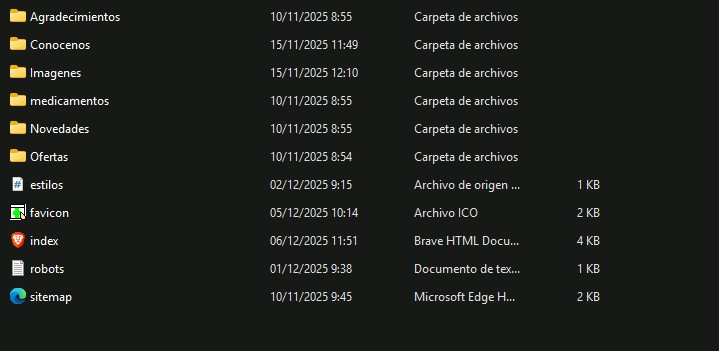 Agradecimientos 10/11/2025 8:55 Carpeta de archivos
Conocenos 15/11/2025 11:49 Carpeta de archivos
Imagenes 15/11/2025 12:10 Carpeta de archivos
medicamentos 10/11/2025 8:55 Carpeta de archivos
Novedades 10/11/2025 8:55 Carpeta de archivos
Ofertas 10/11/2025 8:54 Carpeta de archivos
estilos 02/12/2025 9:15 Archivo de origen ... 1 KB
favicon 05/12/2025 10:14 Archivo ICO 2 KB
index 06/12/2025 11:51 Brave HTML Docu... 4 KB
robots 01/12/2025 9:38 Documento de tex... 1 KB
sitemap 10/11/2025 9:45 Microsoft Edge H... 2 KB